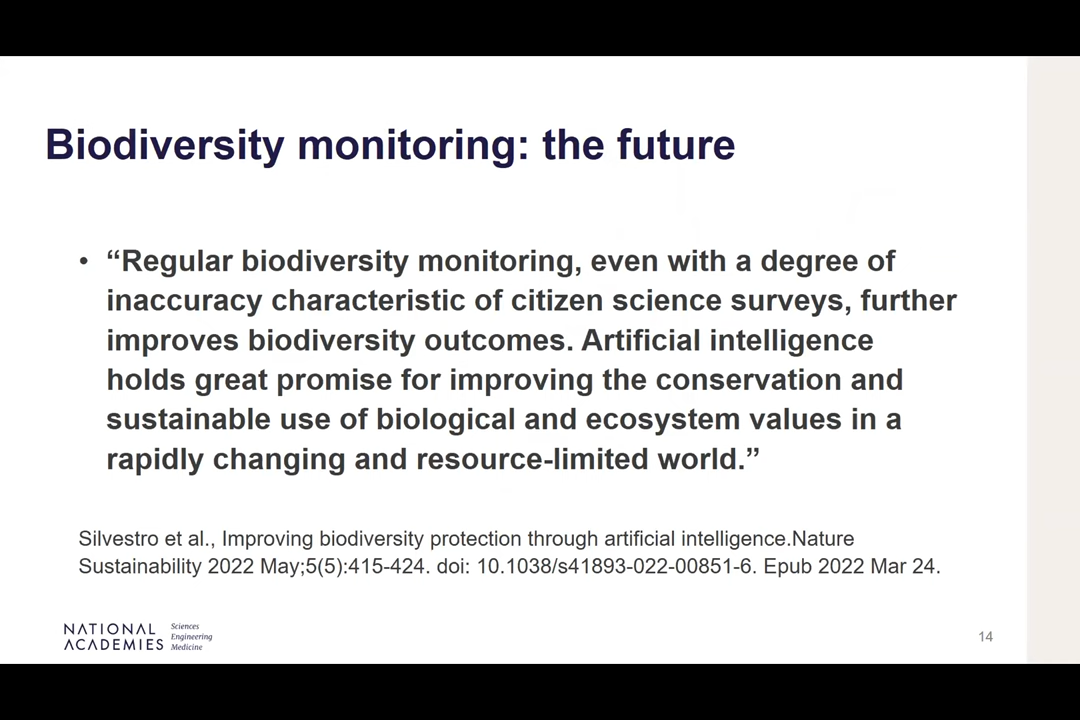 Biodiversity monitoring: the future
• “Regular biodiversity monitoring, even with a degree of
inaccuracy characteristic of citizen science surveys, further
improves biodiversity outcomes. Artificial intelligence
holds great promise for improving the conservation and
sustainable use of biological and ecosystem values in a
rapidly changing and resource-limited world.”
Silvestro et al., Improving biodiversity protection through artificial intelligence.Nature
Sustainability 2022 May;5(5):415-424. doi: 10.1038/s41893-022-00851-6. Epub 2022 Mar 24.
NATIONAL
ACADEMIES
Sciences
Engineering
Medicine
14